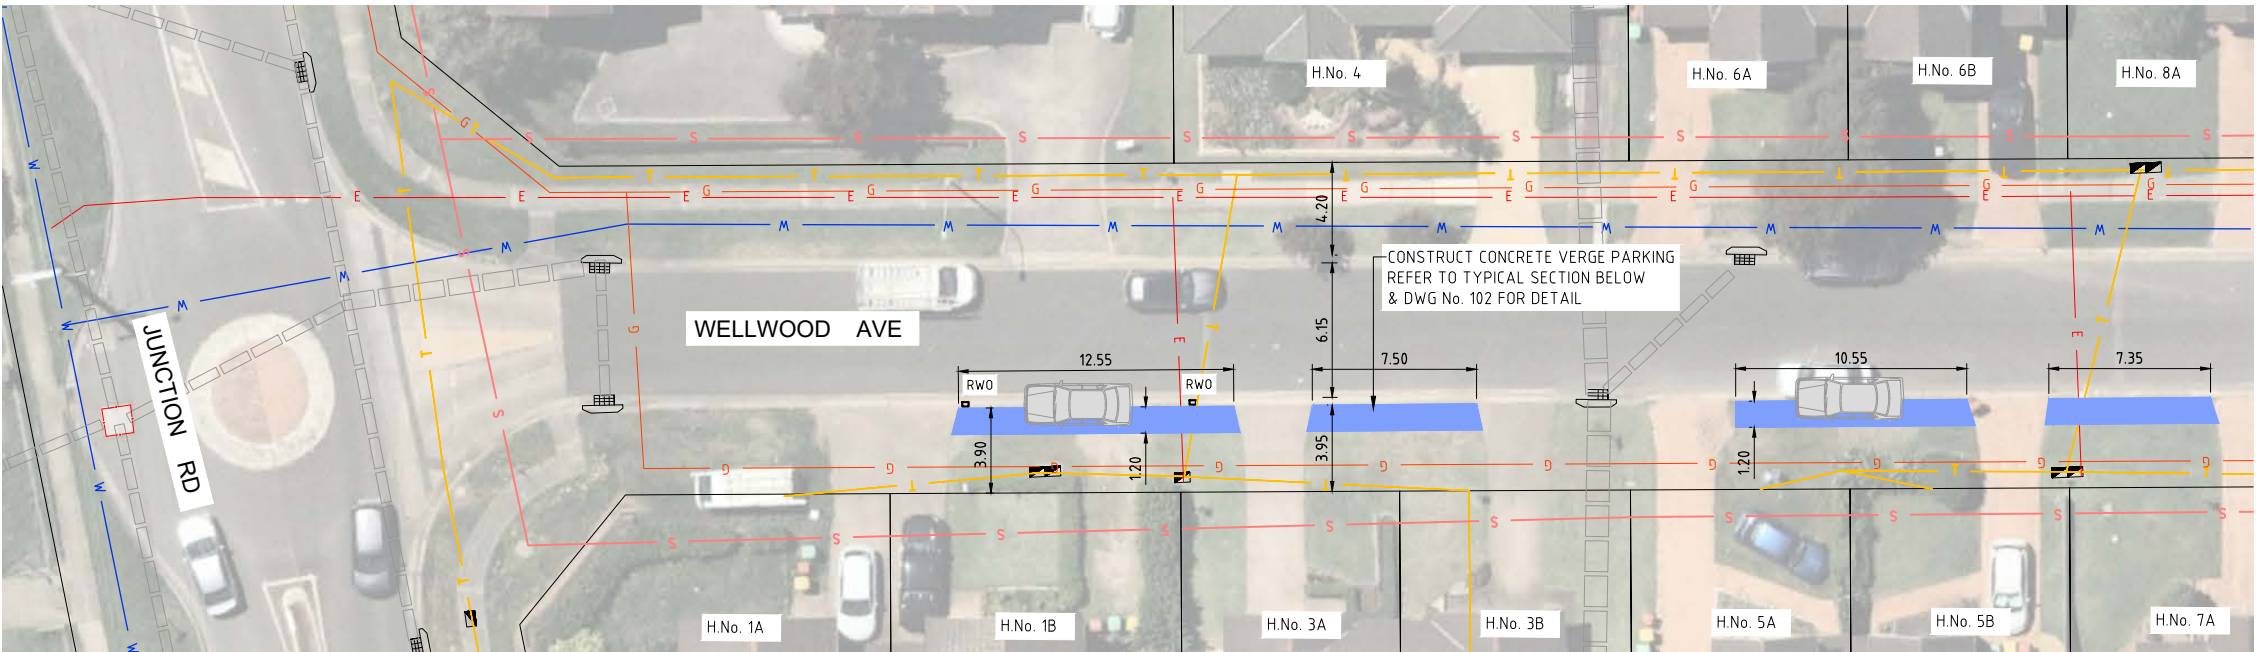 H.No. 4
H.No. 6A
H.No. 6B
H.No. 8A
S S S S S S S S S S S S
G T T T T T T T T T T T
E E G E G E G E G E G E G E G E G E
W W W W W W W W W W W W
4.20
CONSTRUCT CONCRETE VERGE PARKING
REFER TO TYPICAL SECTION BELOW
& DWG No. 102 FOR DETAIL
JUNCTION RD
WELLWOOD AVE
6.15
12.55
7.50
10.55
7.35
RWO
RWO
3.90
1.20
3.95
1.20
G G G G G G G G G G
T T T T
S S S S S S S S S S
H.No. 1A
H.No. 1B
H.No. 3A
H.No. 3B
H.No. 5A
H.No. 5B
H.No. 7A